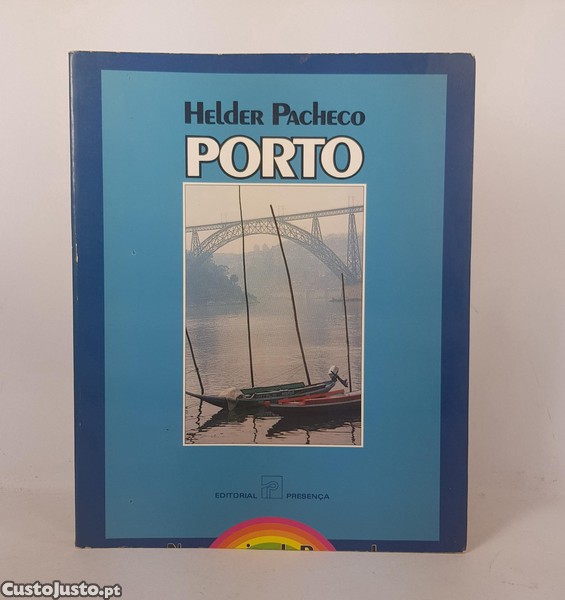 Helder Pacheco
PORTO
EDITORIAL PRESENÇA
CustoJusto.pt